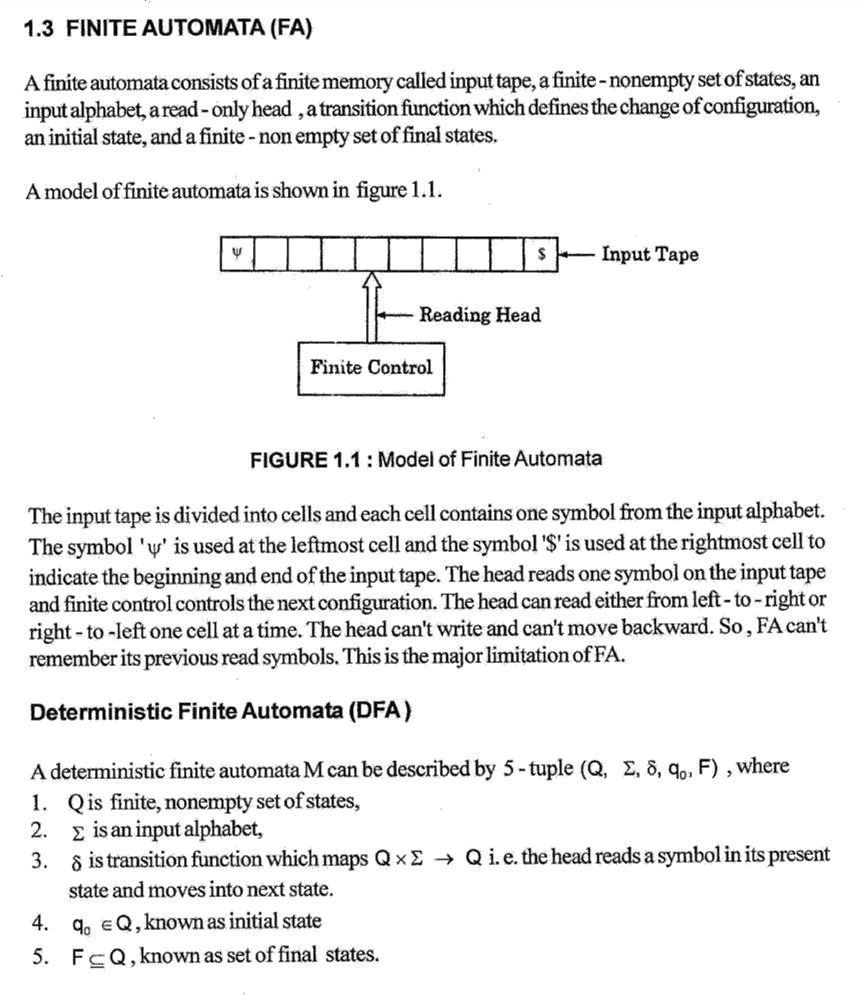 1.3 FINITE AUTOMATA (FA)
A finite automata consists of a finite memory called input tape, a finite - nonempty set of states, an
input alphabet, a read - only head , a transition function which defines the change of configuration,
an initial state, and a finite - non empty set of final states.
A model of finite automata is shown in figure 1.1.
ψ $ Input Tape
Reading Head
Finite Control
FIGURE 1.1 : Model of Finite Automata
The input tape is divided into cells and each cell contains one symbol from the input alphabet.
The symbol 'ψ' is used at the leftmost cell and the symbol '$' is used at the rightmost cell to
indicate the beginning and end of the input tape. The head reads one symbol on the input tape
and finite control controls the next configuration. The head can read either from left - to - right or
right - to -left one cell at a time. The head can't write and can't move backward. So , FA can't
remember its previous read symbols. This is the major limitation of FA.
Deterministic Finite Automata (DFA)
A deterministic finite automata M can be described by 5 - tuple (Q, Σ, δ, q₀, F) , where
1. Q is finite, nonempty set of states,
2. Σ is an input alphabet,
3. δ is transition function which maps Q × Σ → Q i. e. the head reads a symbol in its present
state and moves into next state.
4. q₀ ∈ Q , known as initial state
5. F ⊆ Q , known as set of final states.